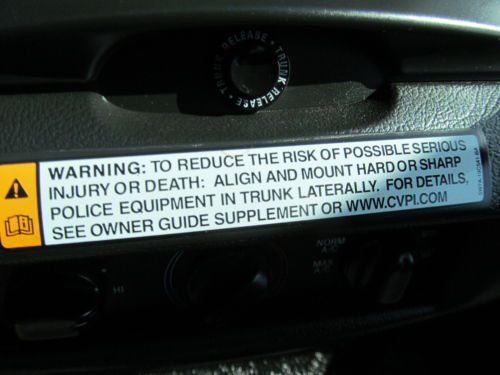 TRUNK RELEASE • TRUNK RELEASE •
WARNING: TO REDUCE THE RISK OF POSSIBLE SERIOUS
INJURY OR DEATH: ALIGN AND MOUNT HARD OR SHARP
POLICE EQUIPMENT IN TRUNK LATERALLY. FOR DETAILS,
SEE OWNER GUIDE SUPPLEMENT OR WWW.CVPI.COM
HI
NORM
A/C
MAX
A/C